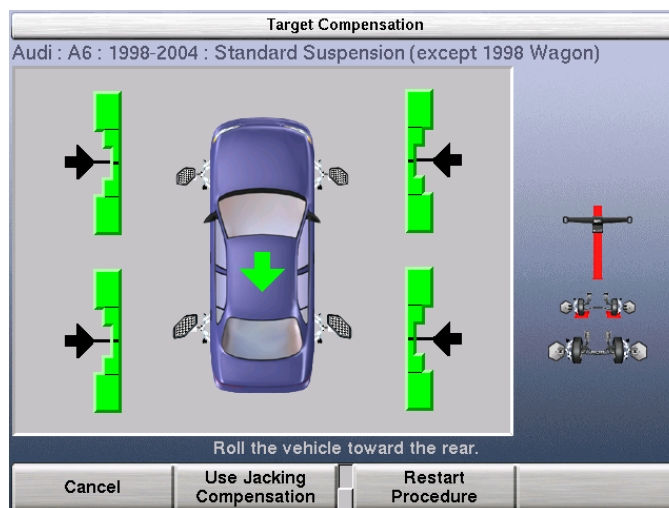 Target Compensation
Audi : A6 : 1998-2004 : Standard Suspension (except 1998 Wagon)
Roll the vehicle toward the rear.
Cancel
Use Jacking
Compensation
Restart
Procedure